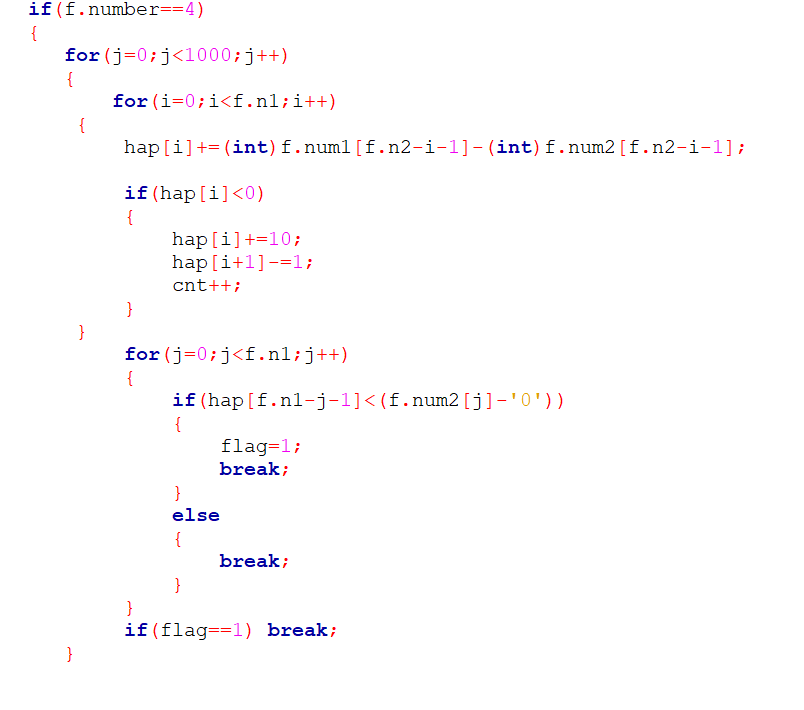 if(f.number==4)
{
for(j=0;j<1000;j++)
{
for(i=0;i<f.n1;i++)
{
hap[i]+=(int)f.num1[f.n2-i-1]-(int)f.num2[f.n2-i-1];
if(hap[i]<0)
{
hap[i]+=10;
hap[i+1]-=1;
cnt++;
}
}
for(j=0;j<f.n1;j++)
{
if(hap[f.n1-j-1]<(f.num2[j]-'0'))
{
flag=1;
break;
}
else
{
break;
}
}
if(flag==1) break;
}